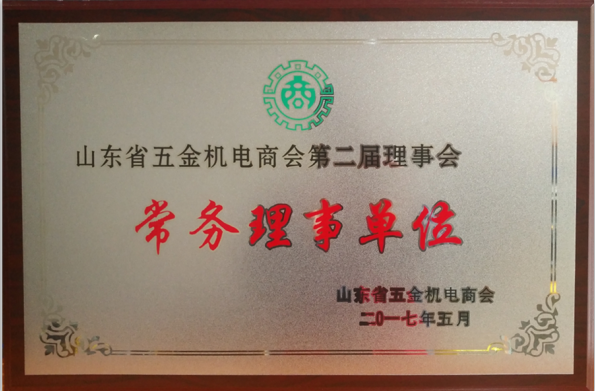 商
山东省五金机电商会第二届理事会
常务理事单位
山东省五金机电商会
二〇一七年五月